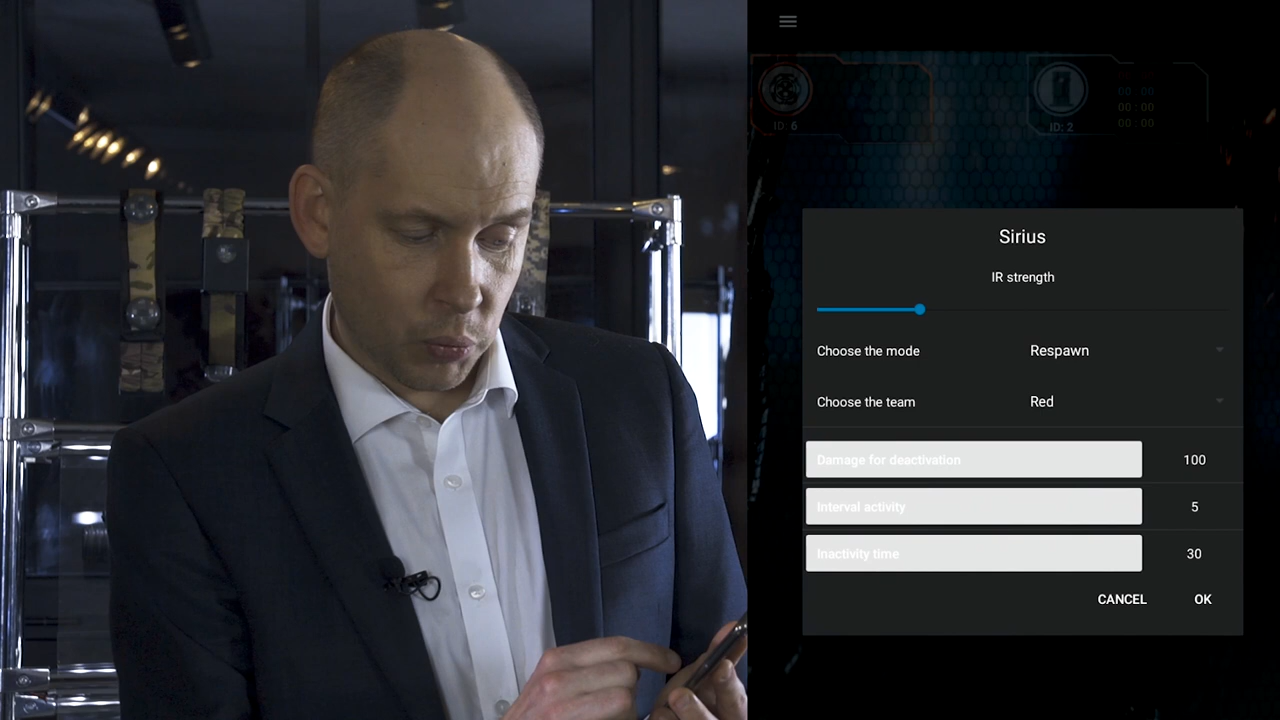 ID: 6
ID: 2
00 : 00
00 : 00
00 : 00
Sirius
IR strength
Choose the mode Respawn
Choose the team Red
Damage for deactivation 100
Interval activity 5
Inactivity time 30
CANCEL OK